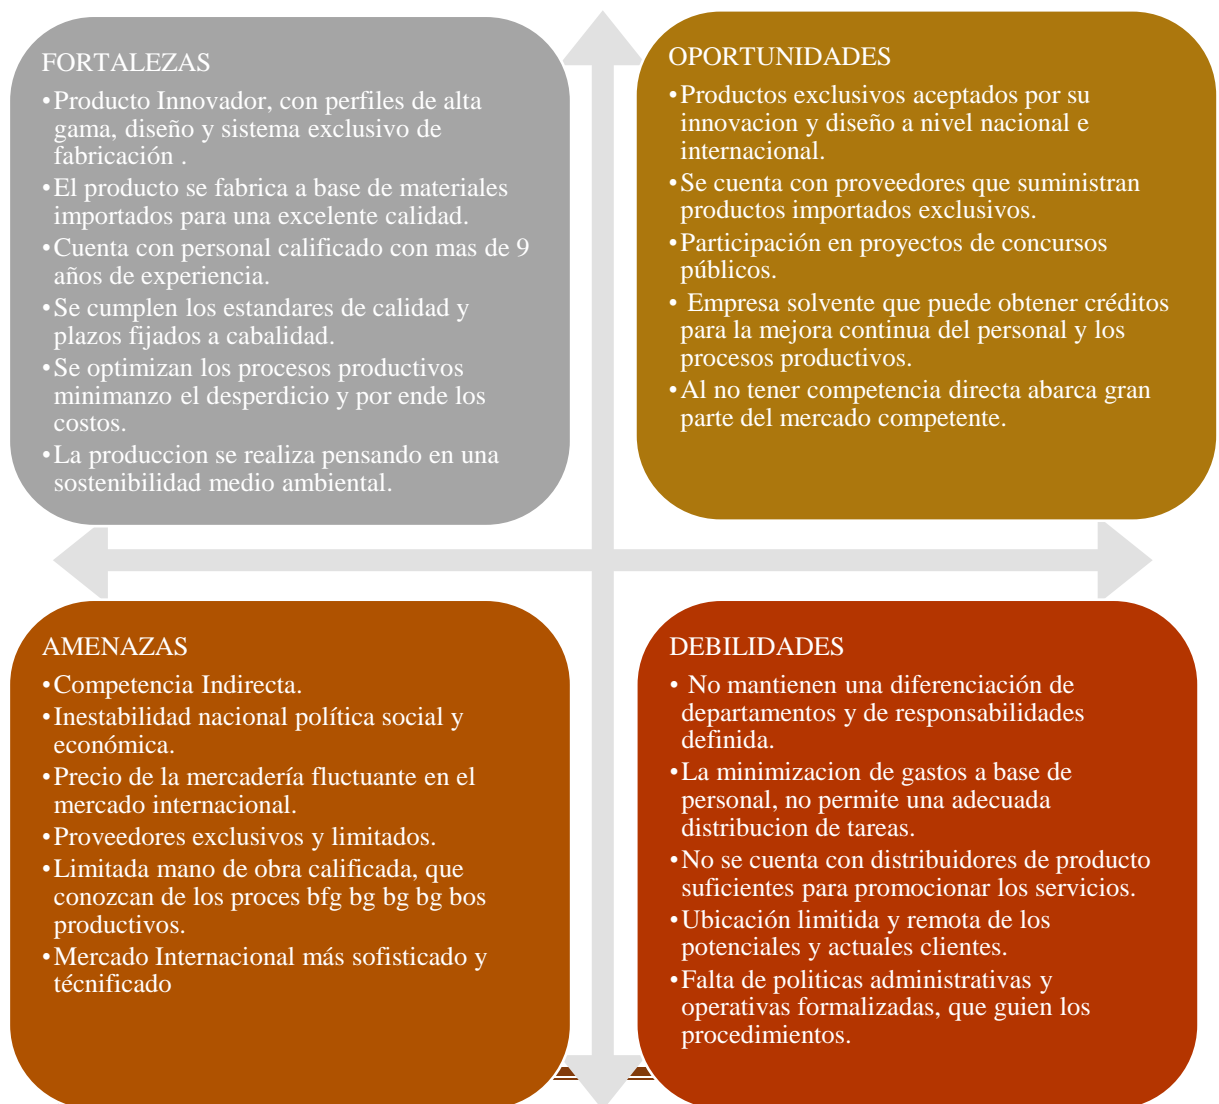 FORTALEZAS
•Producto Innovador, con perfiles de alta
gama, diseño y sistema exclusivo de
fabricación .
•El producto se fabrica a base de materiales
importados para una excelente calidad.
•Cuenta con personal calificado con mas de 9
años de experiencia.
•Se cumplen los estandares de calidad y
plazos fijados a cabalidad.
•Se optimizan los procesos productivos
minimanzo el desperdicio y por ende los
costos.
•La produccion se realiza pensando en una
sostenibilidad medio ambiental.
OPORTUNIDADES
•Productos exclusivos aceptados por su
innovacion y diseño a nivel nacional e
internacional.
•Se cuenta con proveedores que suministran
productos importados exclusivos.
•Participación en proyectos de concursos
públicos.
• Empresa solvente que puede obtener créditos
para la mejora continua del personal y los
procesos productivos.
•Al no tener competencia directa abarca gran
parte del mercado competente.
AMENAZAS
•Competencia Indirecta.
•Inestabilidad nacional política social y
económica.
•Precio de la mercadería fluctuante en el
mercado internacional.
•Proveedores exclusivos y limitados.
•Limitada mano de obra calificada, que
conozcan de los proces bfg bg bg bg bos
productivos.
•Mercado Internacional más sofisticado y
técnificado
DEBILIDADES
• No mantienen una diferenciación de
departamentos y de responsabilidades
definida.
•La minimizacion de gastos a base de
personal, no permite una adecuada
distribucion de tareas.
•No se cuenta con distribuidores de producto
suficientes para promocionar los servicios.
•Ubicación limitida y remota de los
potenciales y actuales clientes.
•Falta de politicas administrativas y
operativas formalizadas, que guien los
procedimientos.